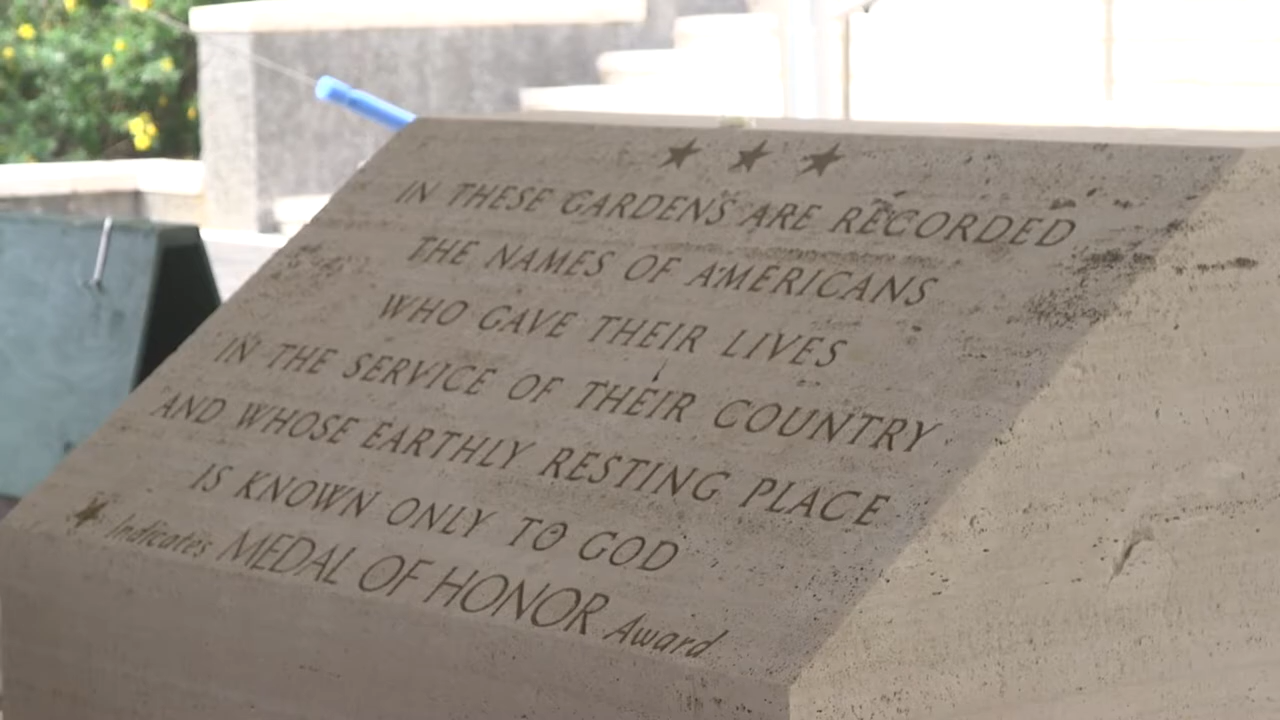 IN THESE GARDENS ARE RECORDED
THE NAMES OF AMERICANS
WHO GAVE THEIR LIVES
IN THE SERVICE OF THEIR COUNTRY
AND WHOSE EARTHLY RESTING PLACE
IS KNOWN ONLY TO GOD
Indicates MEDAL OF HONOR Award